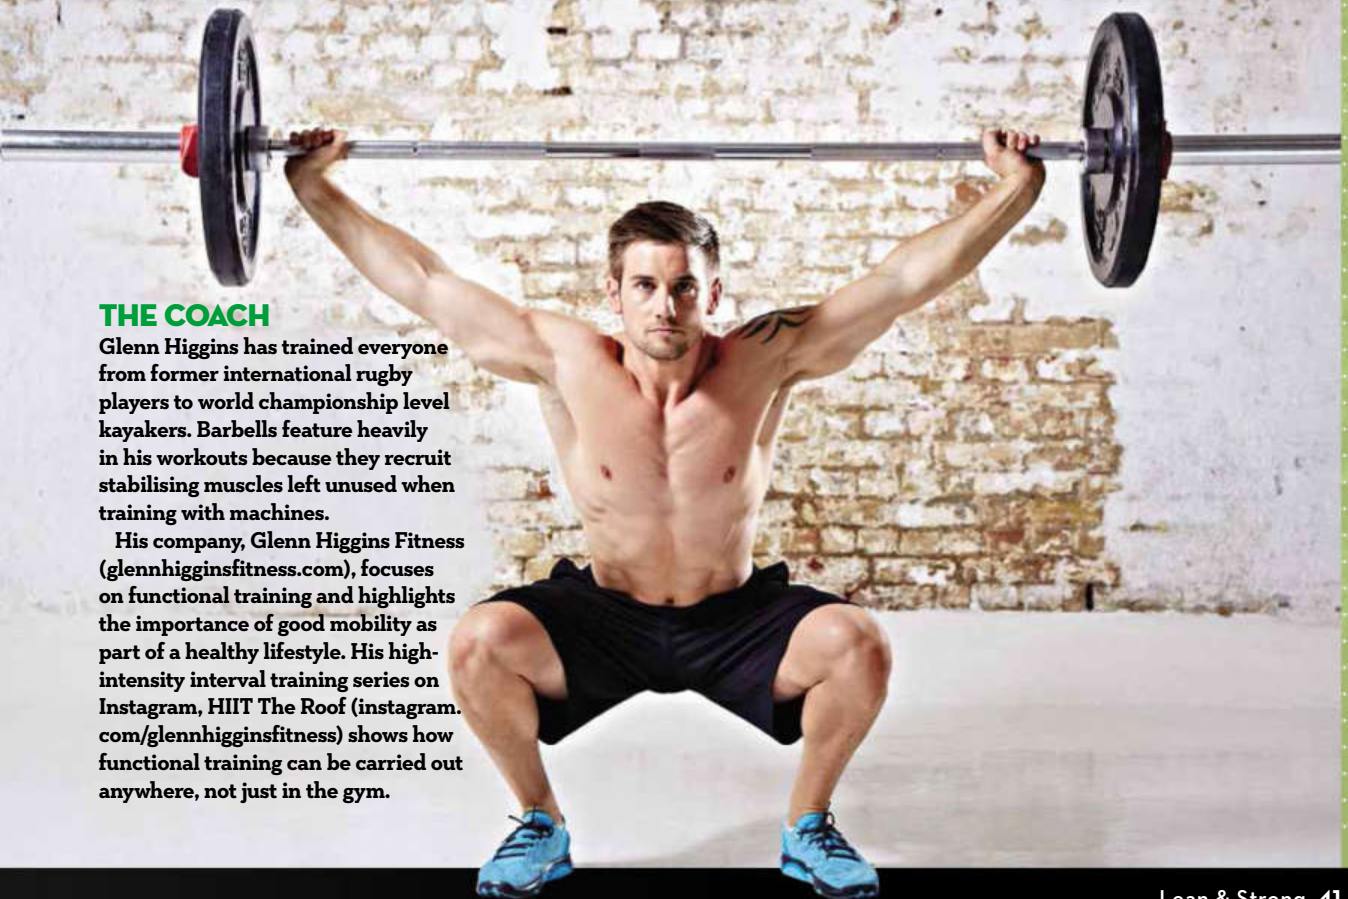 THE COACH
Glenn Higgins has trained everyone
from former international rugby
players to world championship level
kayakers. Barbells feature heavily
in his workouts because they recruit
stabilising muscles left unused when
training with machines.
His company, Glenn Higgins Fitness
(glennhigginsfitness.com), focuses
on functional training and highlights
the importance of good mobility as
part of a healthy lifestyle. His high-
intensity interval training series on
Instagram, HIIT The Roof (instagram.
com/glennhigginsfitness) shows how
functional training can be carried out
anywhere, not just in the gym.
Lean & Strong 41